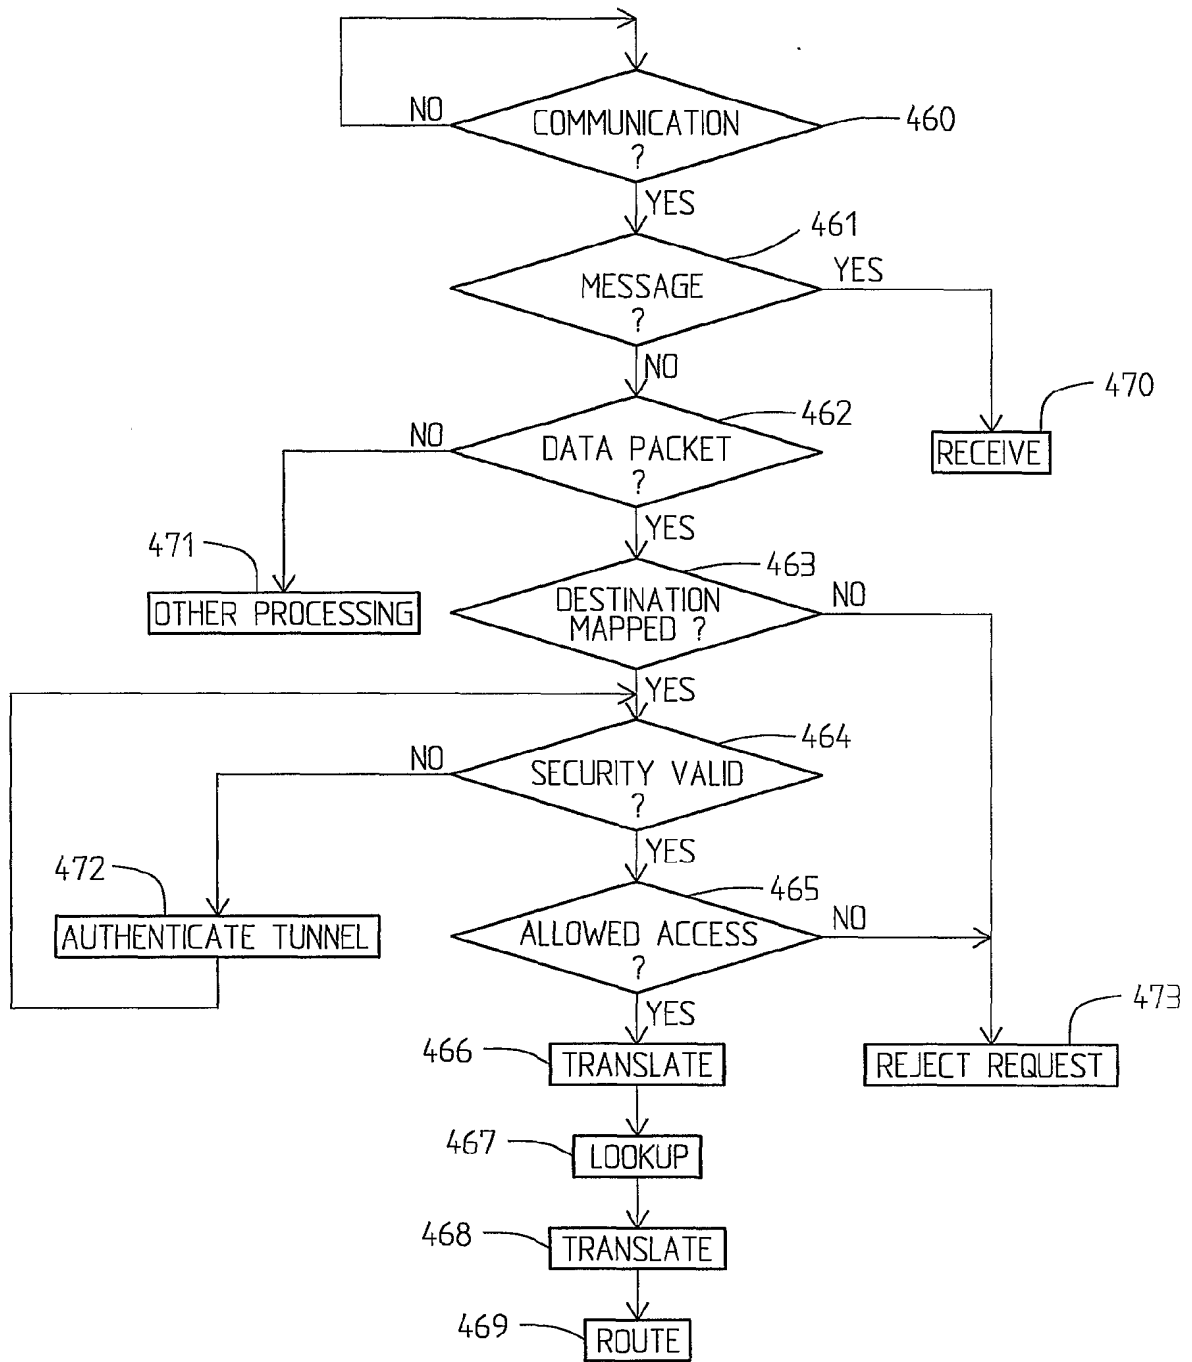 NO
COMMUNICATION
?
460
YES
461
MESSAGE
?
YES
NO
470
RECEIVE
462
NO
DATA PACKET
?
YES
471
OTHER PROCESSING
463
DESTINATION
MAPPED ?
NO
YES
464
NO
SECURITY VALID
?
YES
472
AUTHENTICATE TUNNEL
465
ALLOWED ACCESS
?
NO
YES
473
466
TRANSLATE
REJECT REQUEST
467
LOOKUP
468
TRANSLATE
469
ROUTE